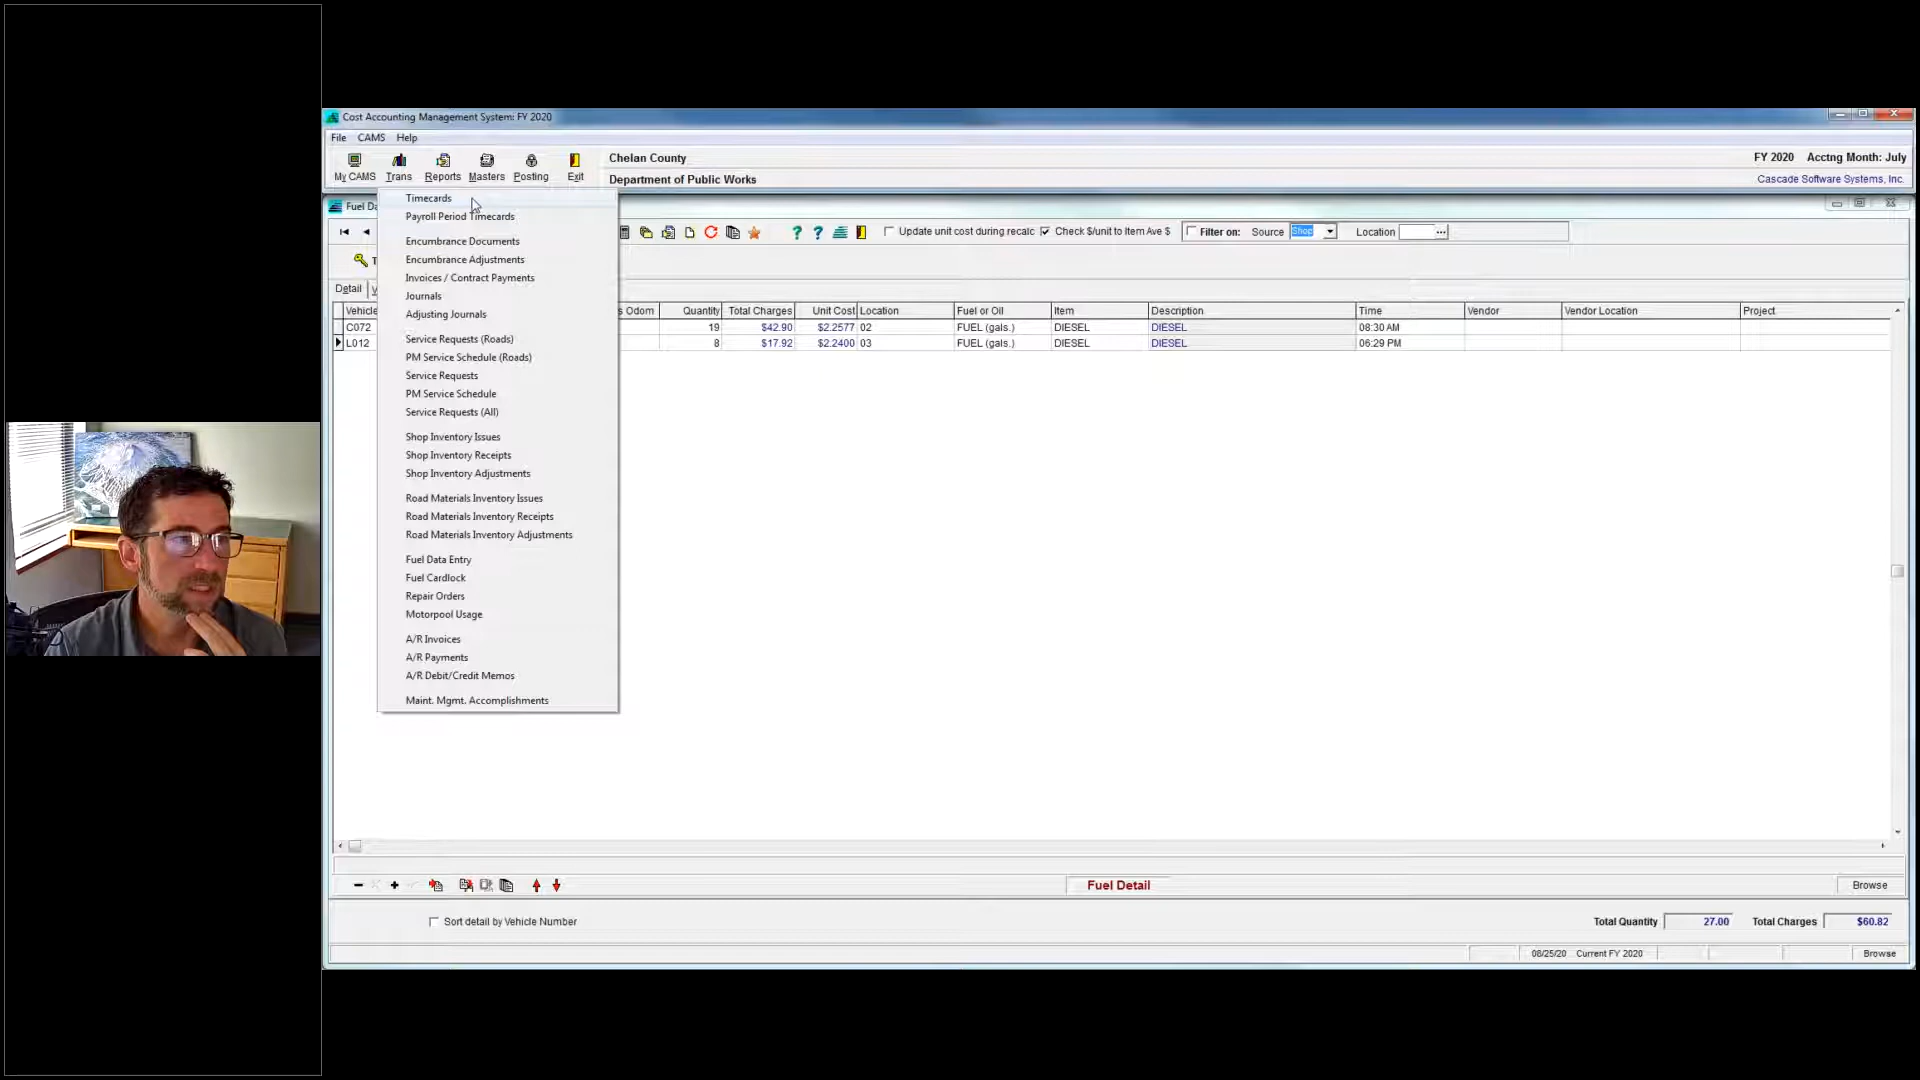 Cost Accounting Management System: FY 2020
File CAMS Help
My CAMS Trans Reports Masters Posting Exit
Chelan County
Department of Public Works
FY 2020 Acctng Month: July
Cascade Software Systems, Inc.
Fuel Da
Update unit cost during recalc Check $/unit to Item Ave $ Filter on: Source Shop Location ...
Detail
Timecards
Payroll Period Timecards
Encumbrance Documents
Encumbrance Adjustments
Invoices / Contract Payments
Journals
Adjusting Journals
Service Requests (Roads)
PM Service Schedule (Roads)
Service Requests
PM Service Schedule
Service Requests (All)
Shop Inventory Issues
Shop Inventory Receipts
Shop Inventory Adjustments
Road Materials Inventory Issues
Road Materials Inventory Receipts
Road Materials Inventory Adjustments
Fuel Data Entry
Fuel Cardlock
Repair Orders
Motorpool Usage
A/R Invoices
A/R Payments
A/R Debit/Credit Memos
Maint. Mgmt. Accomplishments
Vehicle s Odom Quantity Total Charges Unit Cost Location Fuel or Oil Item Description Time Vendor Vendor Location Project
C072 19 $42.90 $2.2577 02 FUEL (gals.) DIESEL DIESEL 08:30 AM
L012 8 $17.92 $2.2400 03 FUEL (gals.) DIESEL DIESEL 06:29 PM
Fuel Detail
Browse
Sort detail by Vehicle Number
Total Quantity 27.00 Total Charges $60.82
08/25/20 Current FY 2020 Browse